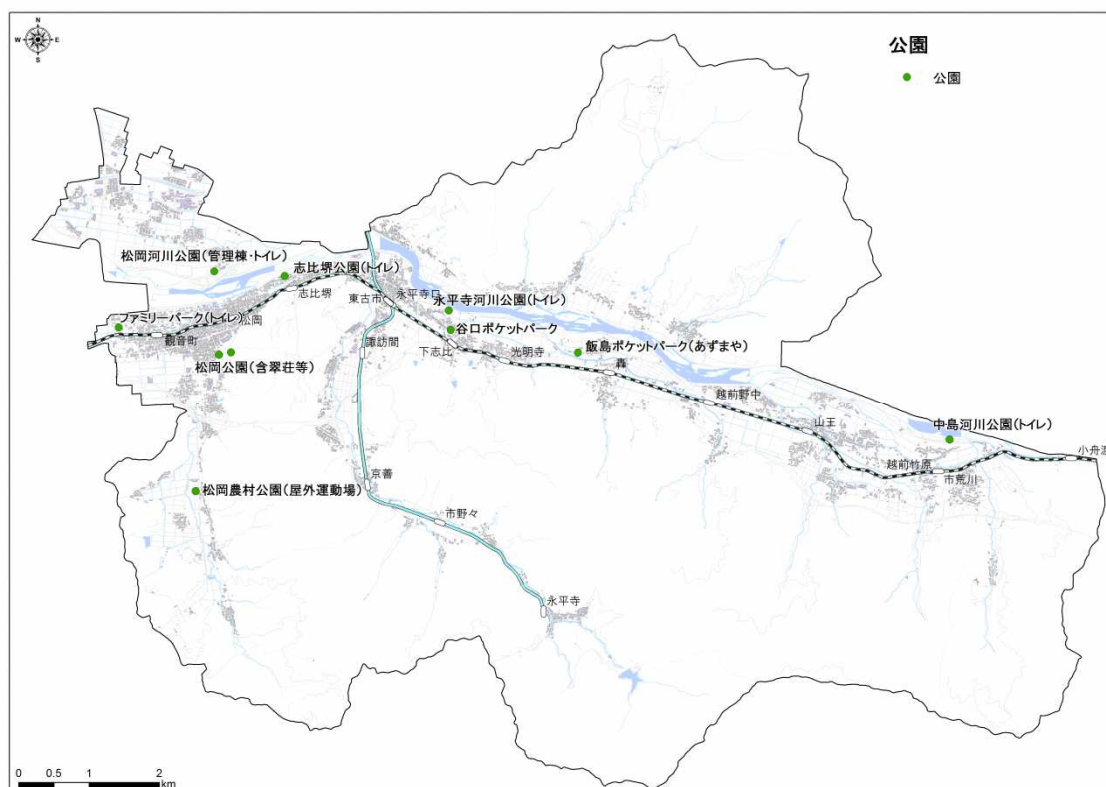 N
W
E
S
公園
公園
松岡河川公園(管理棟・トイレ)
志比堺公園(トイレ)
志比堺
東古市
永平寺口
永平寺河川公園(トイレ)
ファミリーパーク(トイレ)
松岡
観音町
谷口ポケットパーク
諏訪間
下志比
光明寺
飯島ポケットパーク(あずまや)
松岡公園(含翠荘等)
轟
越前野中
山王
中島河川公園(トイレ)
小舟渡
越前竹原
市荒川
京善
松岡農村公園(屋外運動場)
市野々
永平寺
0 0.5 1 2
km